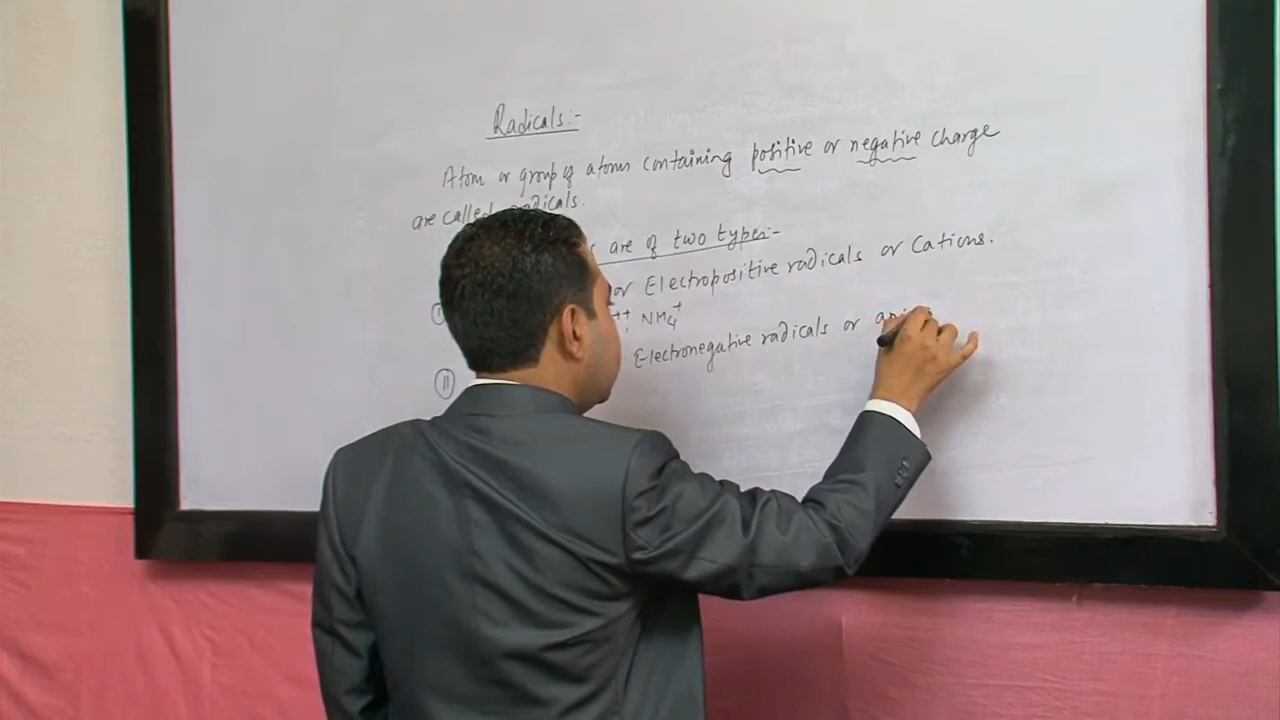 Radicals:-
Atom or group of atoms containing positive or negative charge
are called radicals.
are of two types:-
or Electropositive radicals or Cations.
++, NH4+
(II) Electronegative radicals or